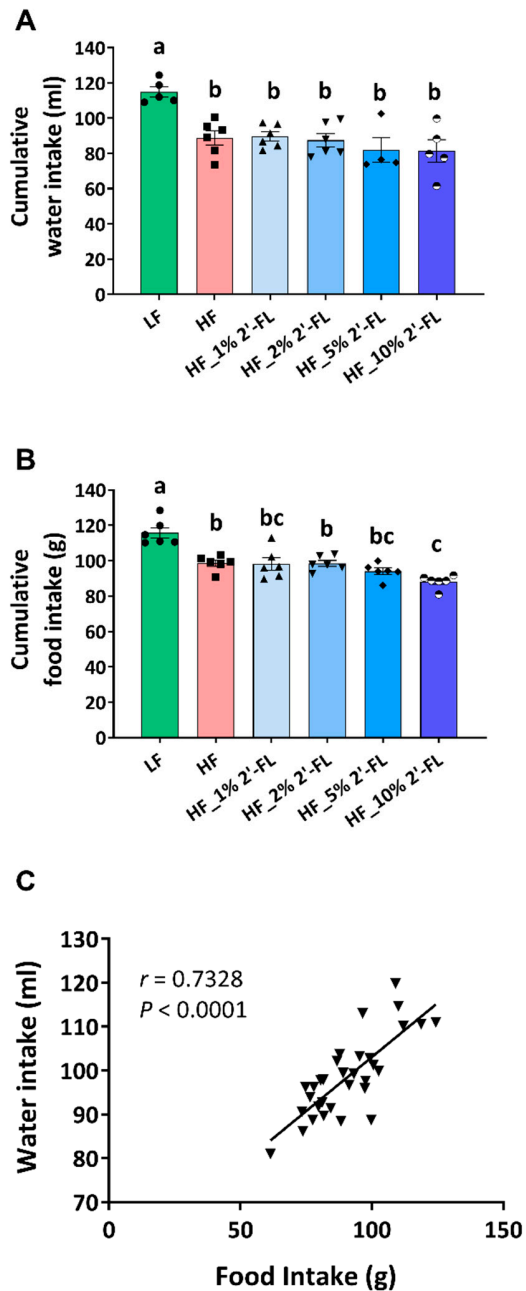 A
Cumulative
water intake (ml)
140
120
100
80
60
40
20
0
a
b
b
b
b
b
LF
HF
HF_1% 2'-FL
HF_2% 2'-FL
HF_5% 2'-FL
HF_10% 2'-FL
B
Cumulative
food intake (g)
140
120
100
80
60
40
20
0
a
b
bc
b
bc
c
LF
HF
HF_1% 2'-FL
HF_2% 2'-FL
HF_5% 2'-FL
HF_10% 2'-FL
C
Water intake (ml)
130
120
110
100
90
80
70
r = 0.7328
P < 0.0001
0
50
100
150
Food Intake (g)